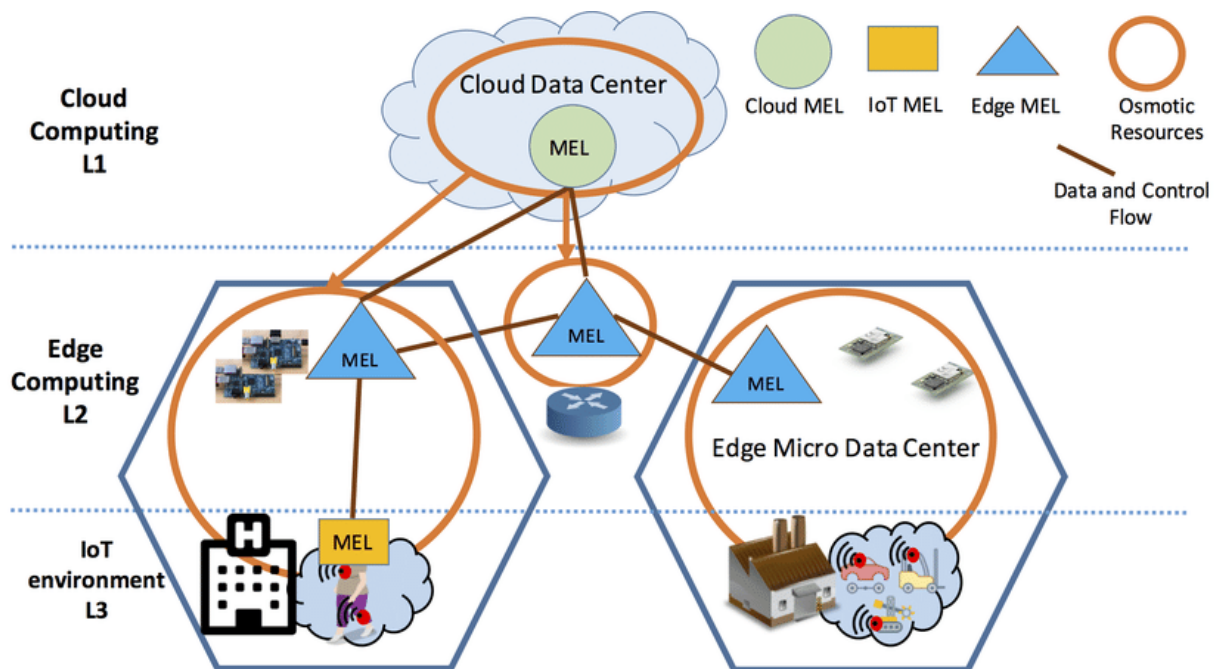 Cloud
Computing
L1
Cloud Data Center
MEL
Cloud MEL
IoT MEL
Edge MEL
Osmotic
Resources
Data and Control
Flow
Edge
Computing
L2
MEL
MEL
MEL
Edge Micro Data Center
IoT
environment
L3
H
MEL